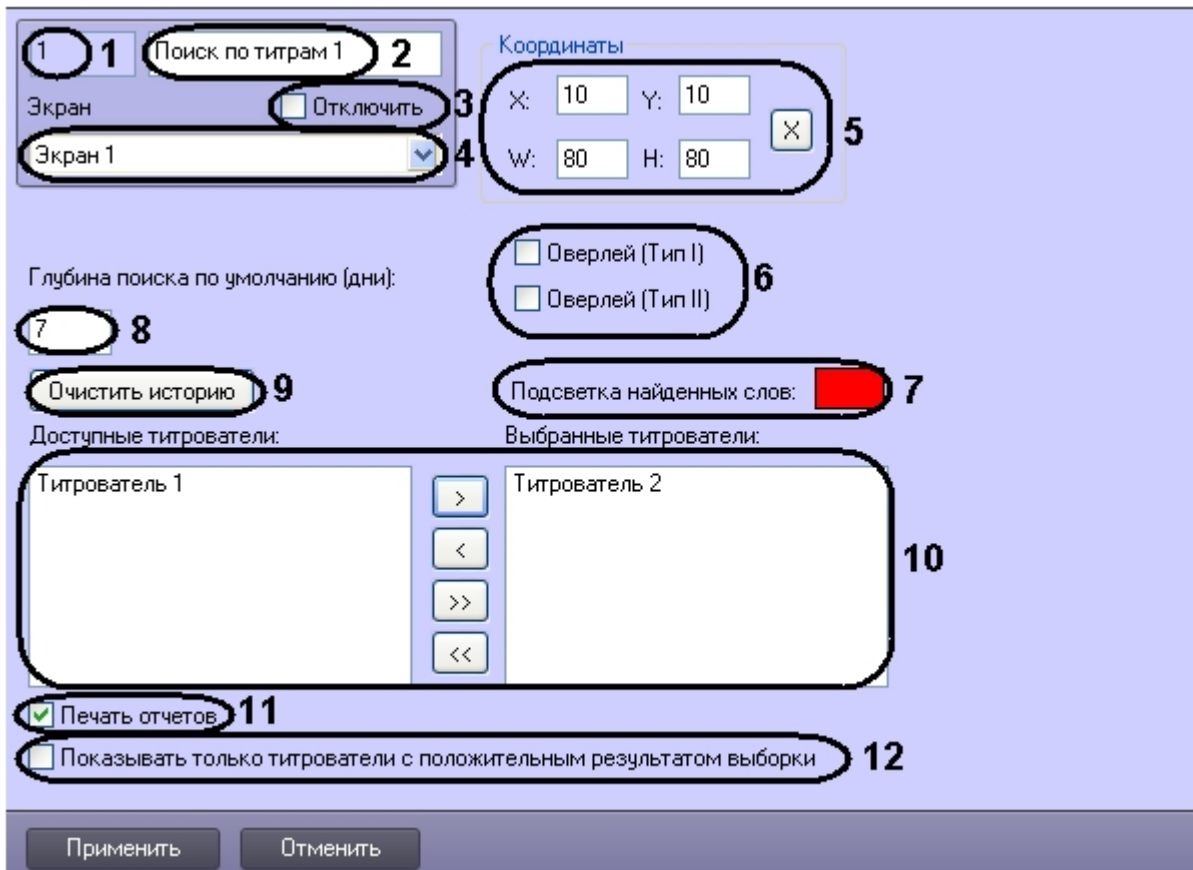 1 1 Поиск по титрам 1 2
Экран Отключить 3
Экран 1 4
Координаты
X: 10 Y: 10
X 5
W: 80 H: 80
Оверлей (Тип I)
Оверлей (Тип II)
6
Глубина поиска по умолчанию (дни):
7 8
Очистить историю 9
Подсветка найденных слов: 7
Доступные титрователи: Выбранные титрователи:
Титрователь 1 > Титрователь 2
<
10
>>
<<
Печать отчетов 11
Показывать только титрователи с положительным результатом выборки 12
Применить Отменить